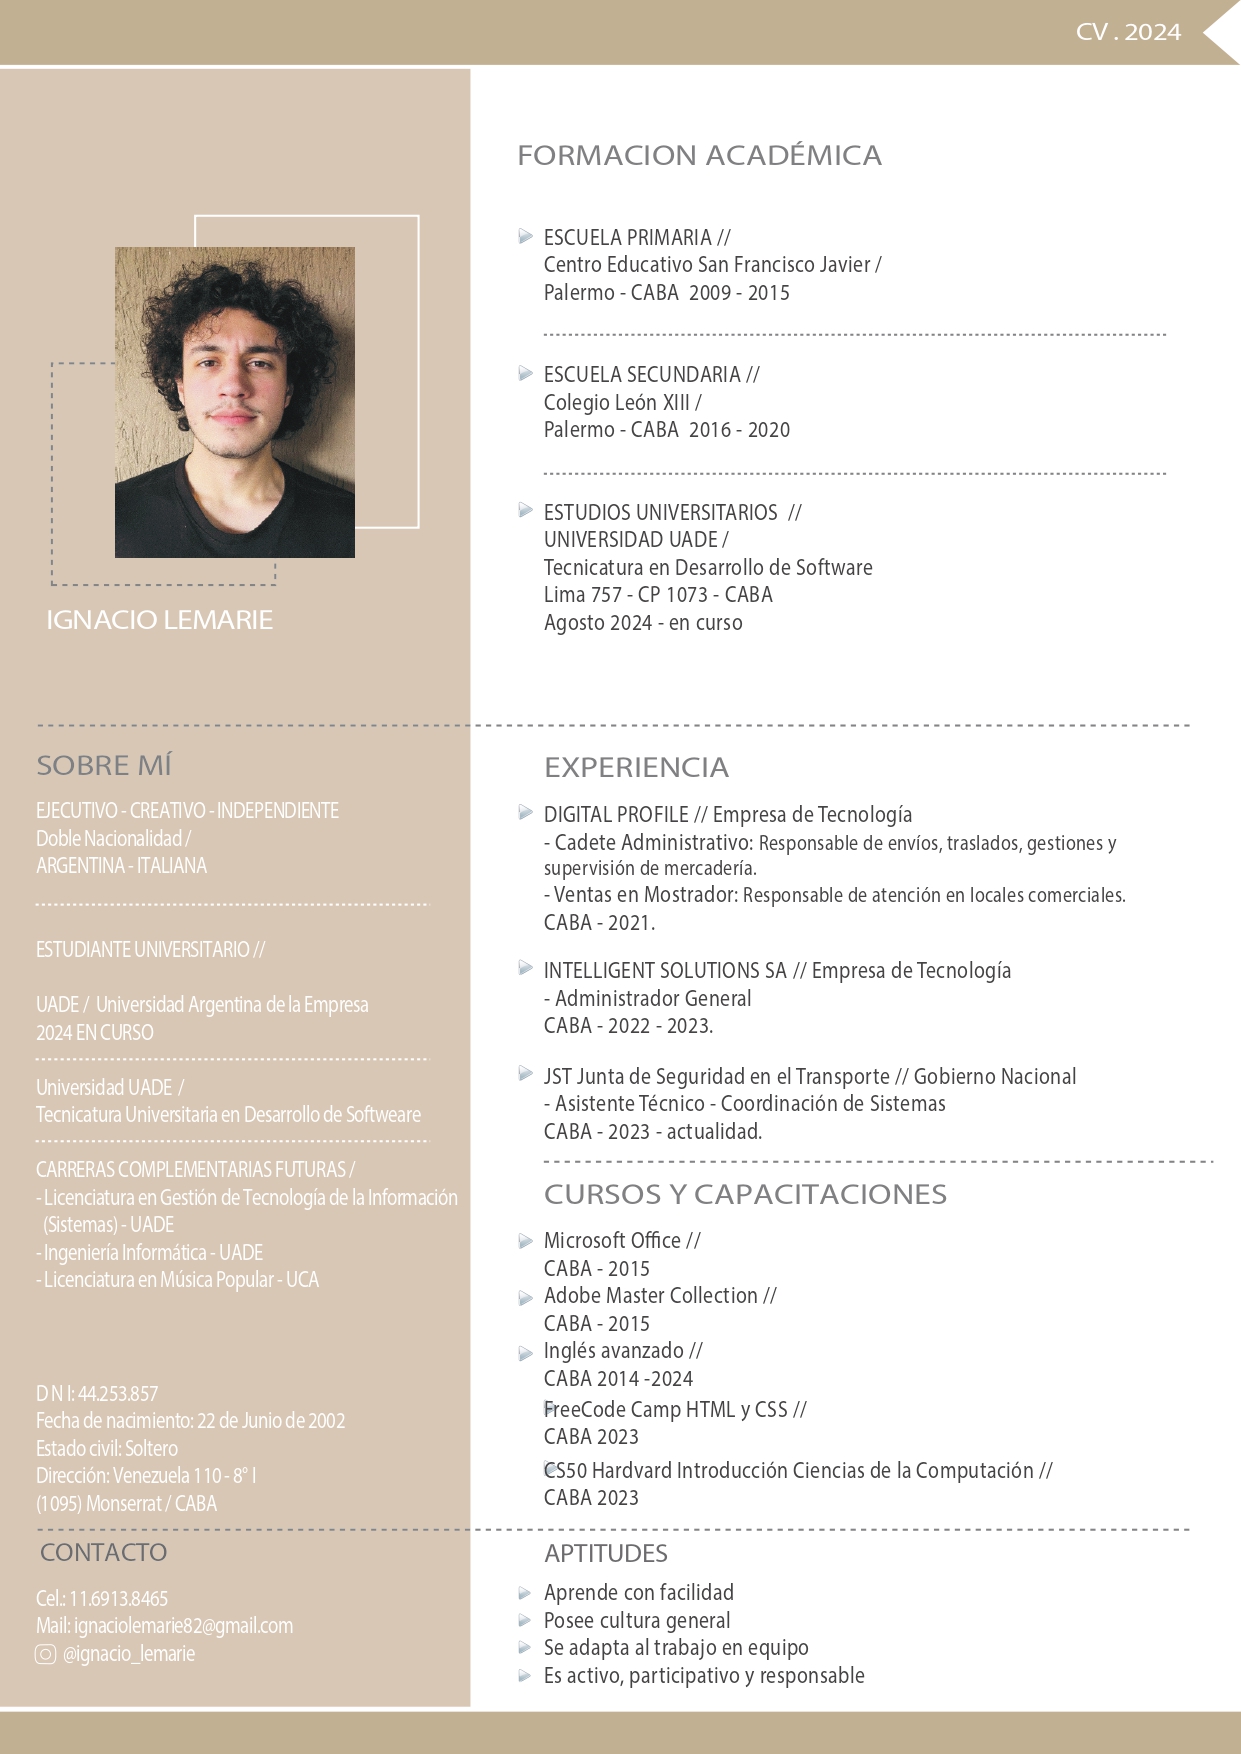 CV . 2024
FORMACION ACADÉMICA
ESCUELA PRIMARIA //
Centro Educativo San Francisco Javier /
Palermo - CABA  2009 - 2015
ESCUELA SECUNDARIA //
Colegio León XIII /
Palermo - CABA  2016 - 2020
ESTUDIOS UNIVERSITARIOS  //
UNIVERSIDAD UADE /
Tecnicatura en Desarrollo de Software
Lima 757 - CP 1073 - CABA
Agosto 2024 - en curso
IGNACIO LEMARIE
SOBRE MÍ
EJECUTIVO - CREATIVO - INDEPENDIENTE
Doble Nacionalidad /
ARGENTINA - ITALIANA
ESTUDIANTE UNIVERSITARIO //
UADE /  Universidad Argentina de la Empresa
2024 EN CURSO
Universidad UADE  /
Tecnicatura Universitaria en Desarrollo de Softweare
CARRERAS COMPLEMENTARIAS FUTURAS /
- Licenciatura en Gestión de Tecnología de la Información
(Sistemas) - UADE
- Ingeniería Informática - UADE
- Licenciatura en Música Popular - UCA
D N I: 44.253.857
Fecha de nacimiento: 22 de Junio de 2002
Estado civil: Soltero
Dirección: Venezuela 110 - 8° I
(1095) Monserrat / CABA
CONTACTO
Cel.: 11.6913.8465
Mail: ignaciolemarie82@gmail.com
@ignacio_lemarie
EXPERIENCIA
DIGITAL PROFILE // Empresa de Tecnología
- Cadete Administrativo: Responsable de envíos, traslados, gestiones y
supervisión de mercadería.
- Ventas en Mostrador: Responsable de atención en locales comerciales.
CABA - 2021.
INTELLIGENT SOLUTIONS SA // Empresa de Tecnología
- Administrador General
CABA - 2022 - 2023.
JST Junta de Seguridad en el Transporte // Gobierno Nacional
- Asistente Técnico - Coordinación de Sistemas
CABA - 2023 - actualidad.
CURSOS Y CAPACITACIONES
Microsoft Office //
CABA - 2015
Adobe Master Collection //
CABA - 2015
Inglés avanzado //
CABA 2014 -2024
FreeCode Camp HTML y CSS //
CABA 2023
CS50 Hardvard Introducción Ciencias de la Computación //
CABA 2023
APTITUDES
Aprende con facilidad
Posee cultura general
Se adapta al trabajo en equipo
Es activo, participativo y responsable